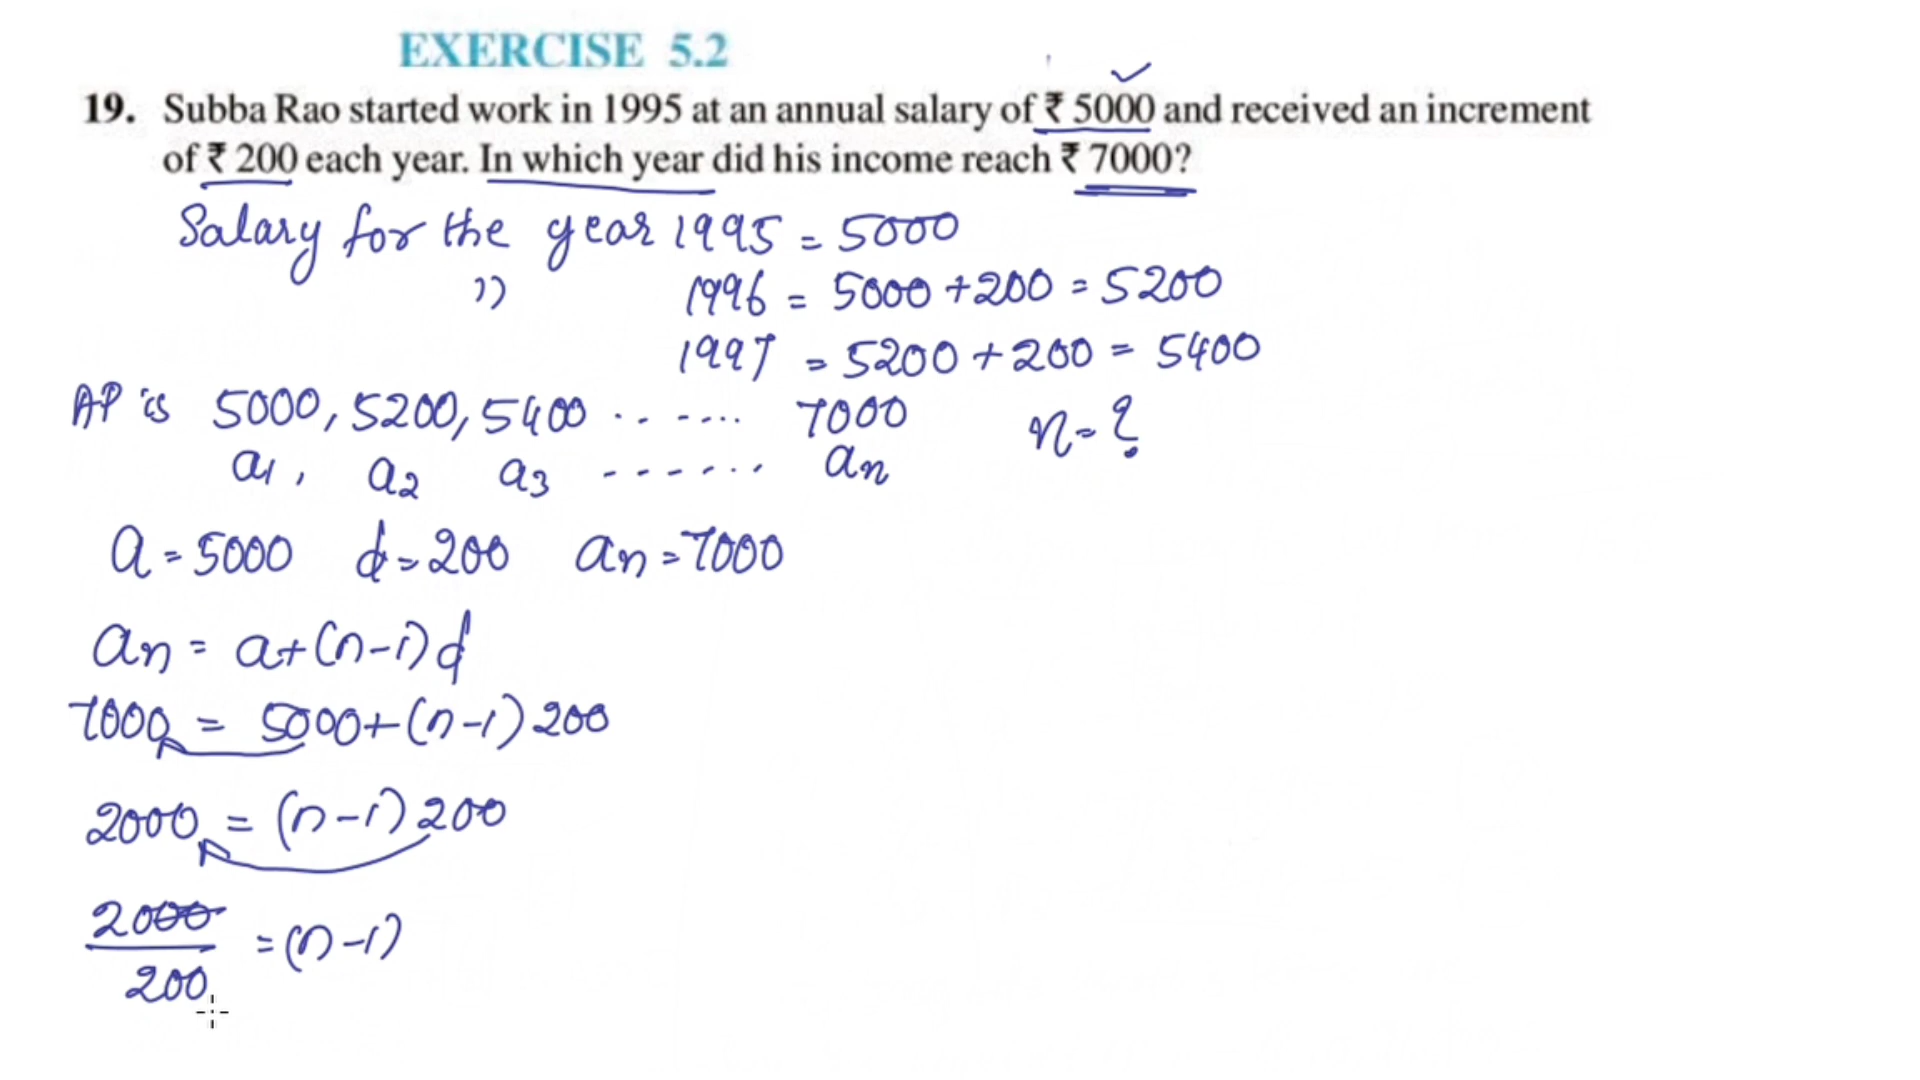 EXERCISE 5.2
19. Subba Rao started work in 1995 at an annual salary of ₹ 5000 and received an increment
of ₹ 200 each year. In which year did his income reach ₹ 7000?
Salary for the year 1995 = 5000
" 1996 = 5000 + 200 = 5200
1997 = 5200 + 200 = 5400
AP is 5000, 5200, 5400 ........ 7000 n = ?
a1, a2 a3 ....... an
a = 5000 d = 200 an = 7000
an = a + (n-1) d
7000 = 5000 + (n-1) 200
2000 = (n-1) 200
2000/200 = (n-1)